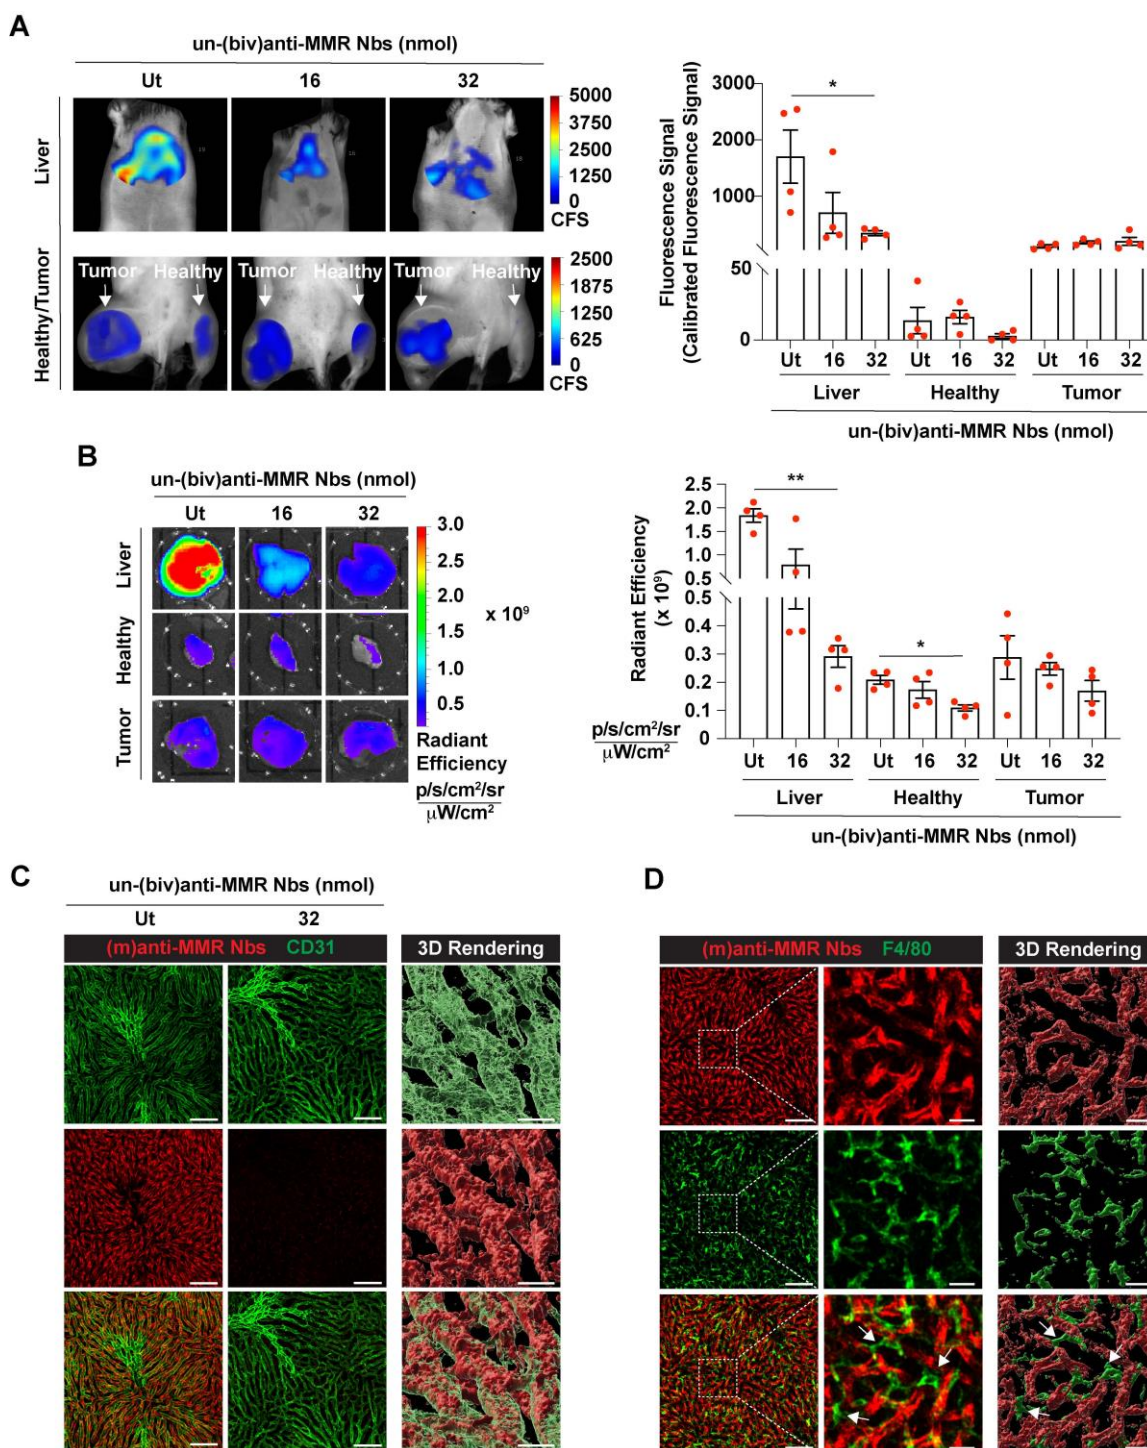 A
un-(biv)anti-MMR Nbs (nmol)
Ut 16 32
Liver
5000
3750
2500
1250
0
CFS
Healthy/Tumor
Tumor Healthy Tumor Healthy Tumor Healthy
2500
1875
1250
625
0
CFS
Fluorescence Signal
(Calibrated Fluorescence Signal)
3000
2000
1000
50
0
*
Ut 16 32 Ut 16 32 Ut 16 32
Liver Healthy Tumor
un-(biv)anti-MMR Nbs (nmol)
B
un-(biv)anti-MMR Nbs (nmol)
Ut 16 32
Liver
Healthy
Tumor
3.0
2.5
2.0
1.5
1.0
0.5
x 10⁹
Radiant
Efficiency
p/s/cm²/sr
μW/cm²
Radiant Efficiency
(x 10⁹)
p/s/cm²/sr
μW/cm²
2.5
2.0
1.5
1.0
0.5
0.5
0.4
0.3
0.2
0.1
0
**
*
Ut 16 32 Ut 16 32 Ut 16 32
Liver Healthy Tumor
un-(biv)anti-MMR Nbs (nmol)
C
un-(biv)anti-MMR Nbs (nmol)
Ut 32
(m)anti-MMR Nbs CD31 3D Rendering
D
(m)anti-MMR Nbs F4/80 3D Rendering